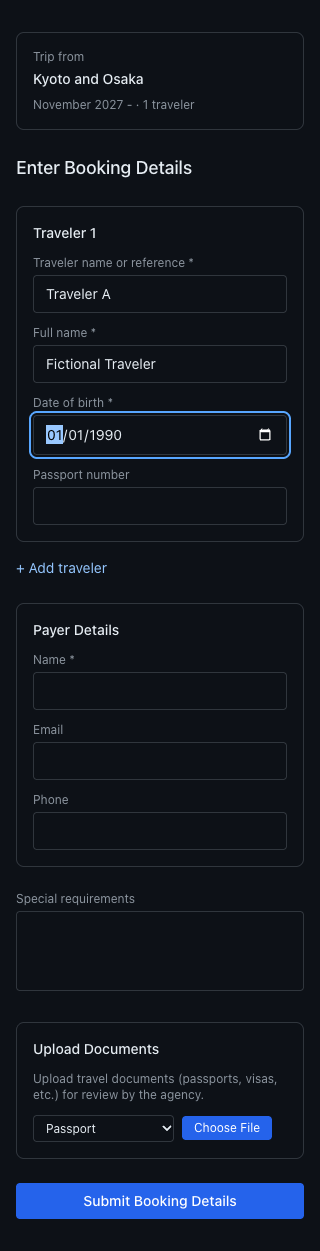 Trip from
Kyoto and Osaka
November 2027 - · 1 traveler
Enter Booking Details
Traveler 1
Traveler name or reference *
Traveler A
Full name *
Fictional Traveler
Date of birth *
01/01/1990
Passport number
+ Add traveler
Payer Details
Name *
Email
Phone
Special requirements
Upload Documents
Upload travel documents (passports, visas,
etc.) for review by the agency.
Passport
Choose File
Submit Booking Details